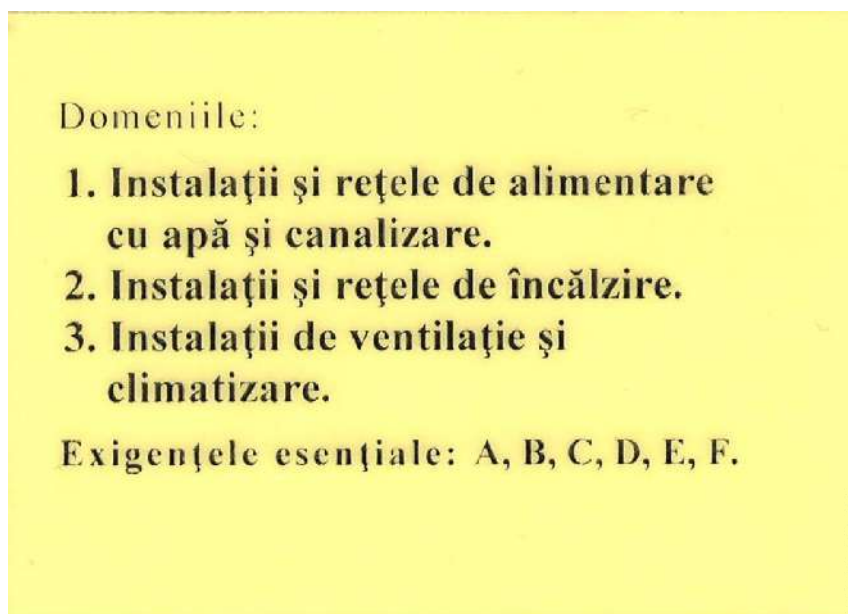 Domeniile:
1. Instalaţii şi reţele de alimentare
cu apă şi canalizare.
2. Instalaţii şi reţele de încălzire.
3. Instalaţii de ventilaţie şi
climatizare.
Exigenţele esenţiale: A, B, C, D, E, F.